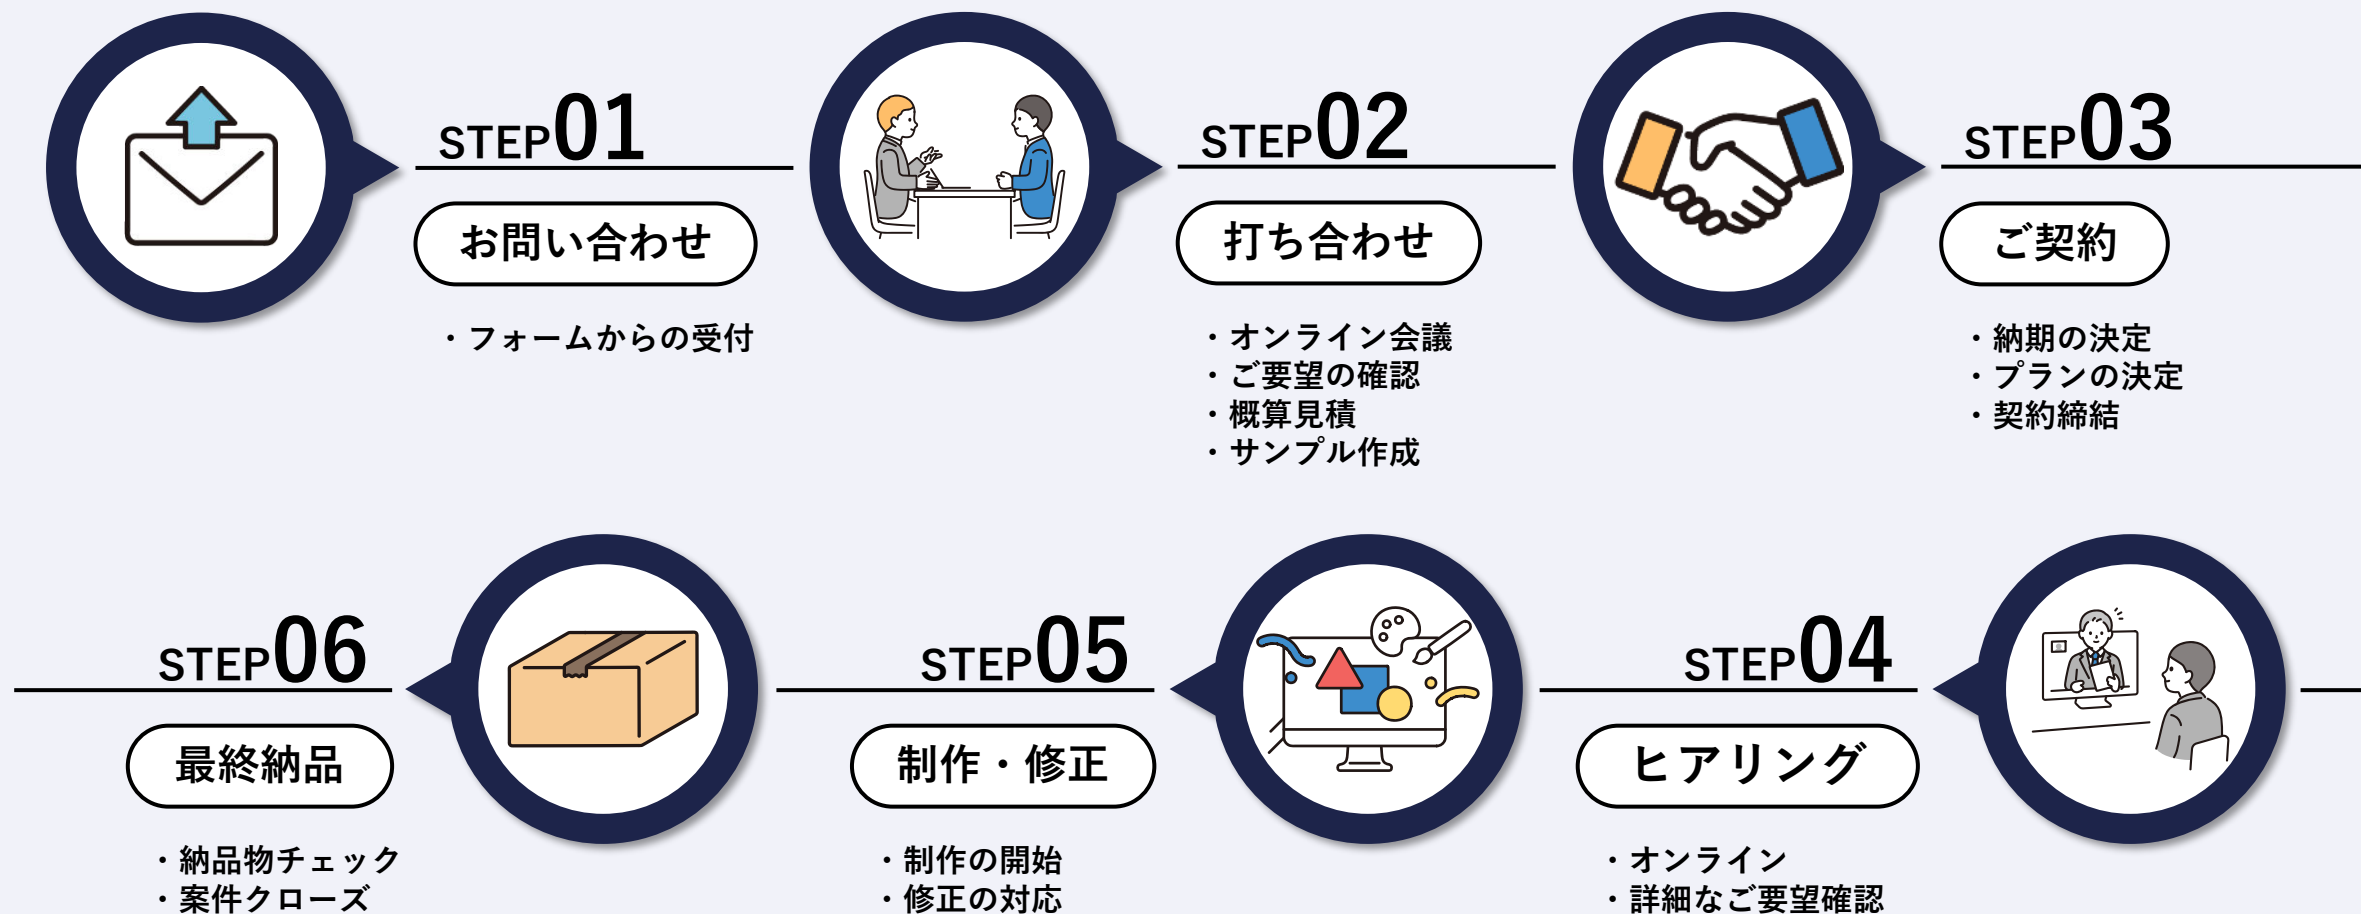 STEP01
お問い合わせ
・フォームからの受付
STEP02
打ち合わせ
・オンライン会議
・ご要望の確認
・概算見積
・サンプル作成
STEP03
ご契約
・納期の決定
・プランの決定
・契約締結
STEP04
ヒアリング
・オンライン
・詳細なご要望確認
STEP05
制作・修正
・制作の開始
・修正の対応
STEP06
最終納品
・納品物チェック
・案件クローズ